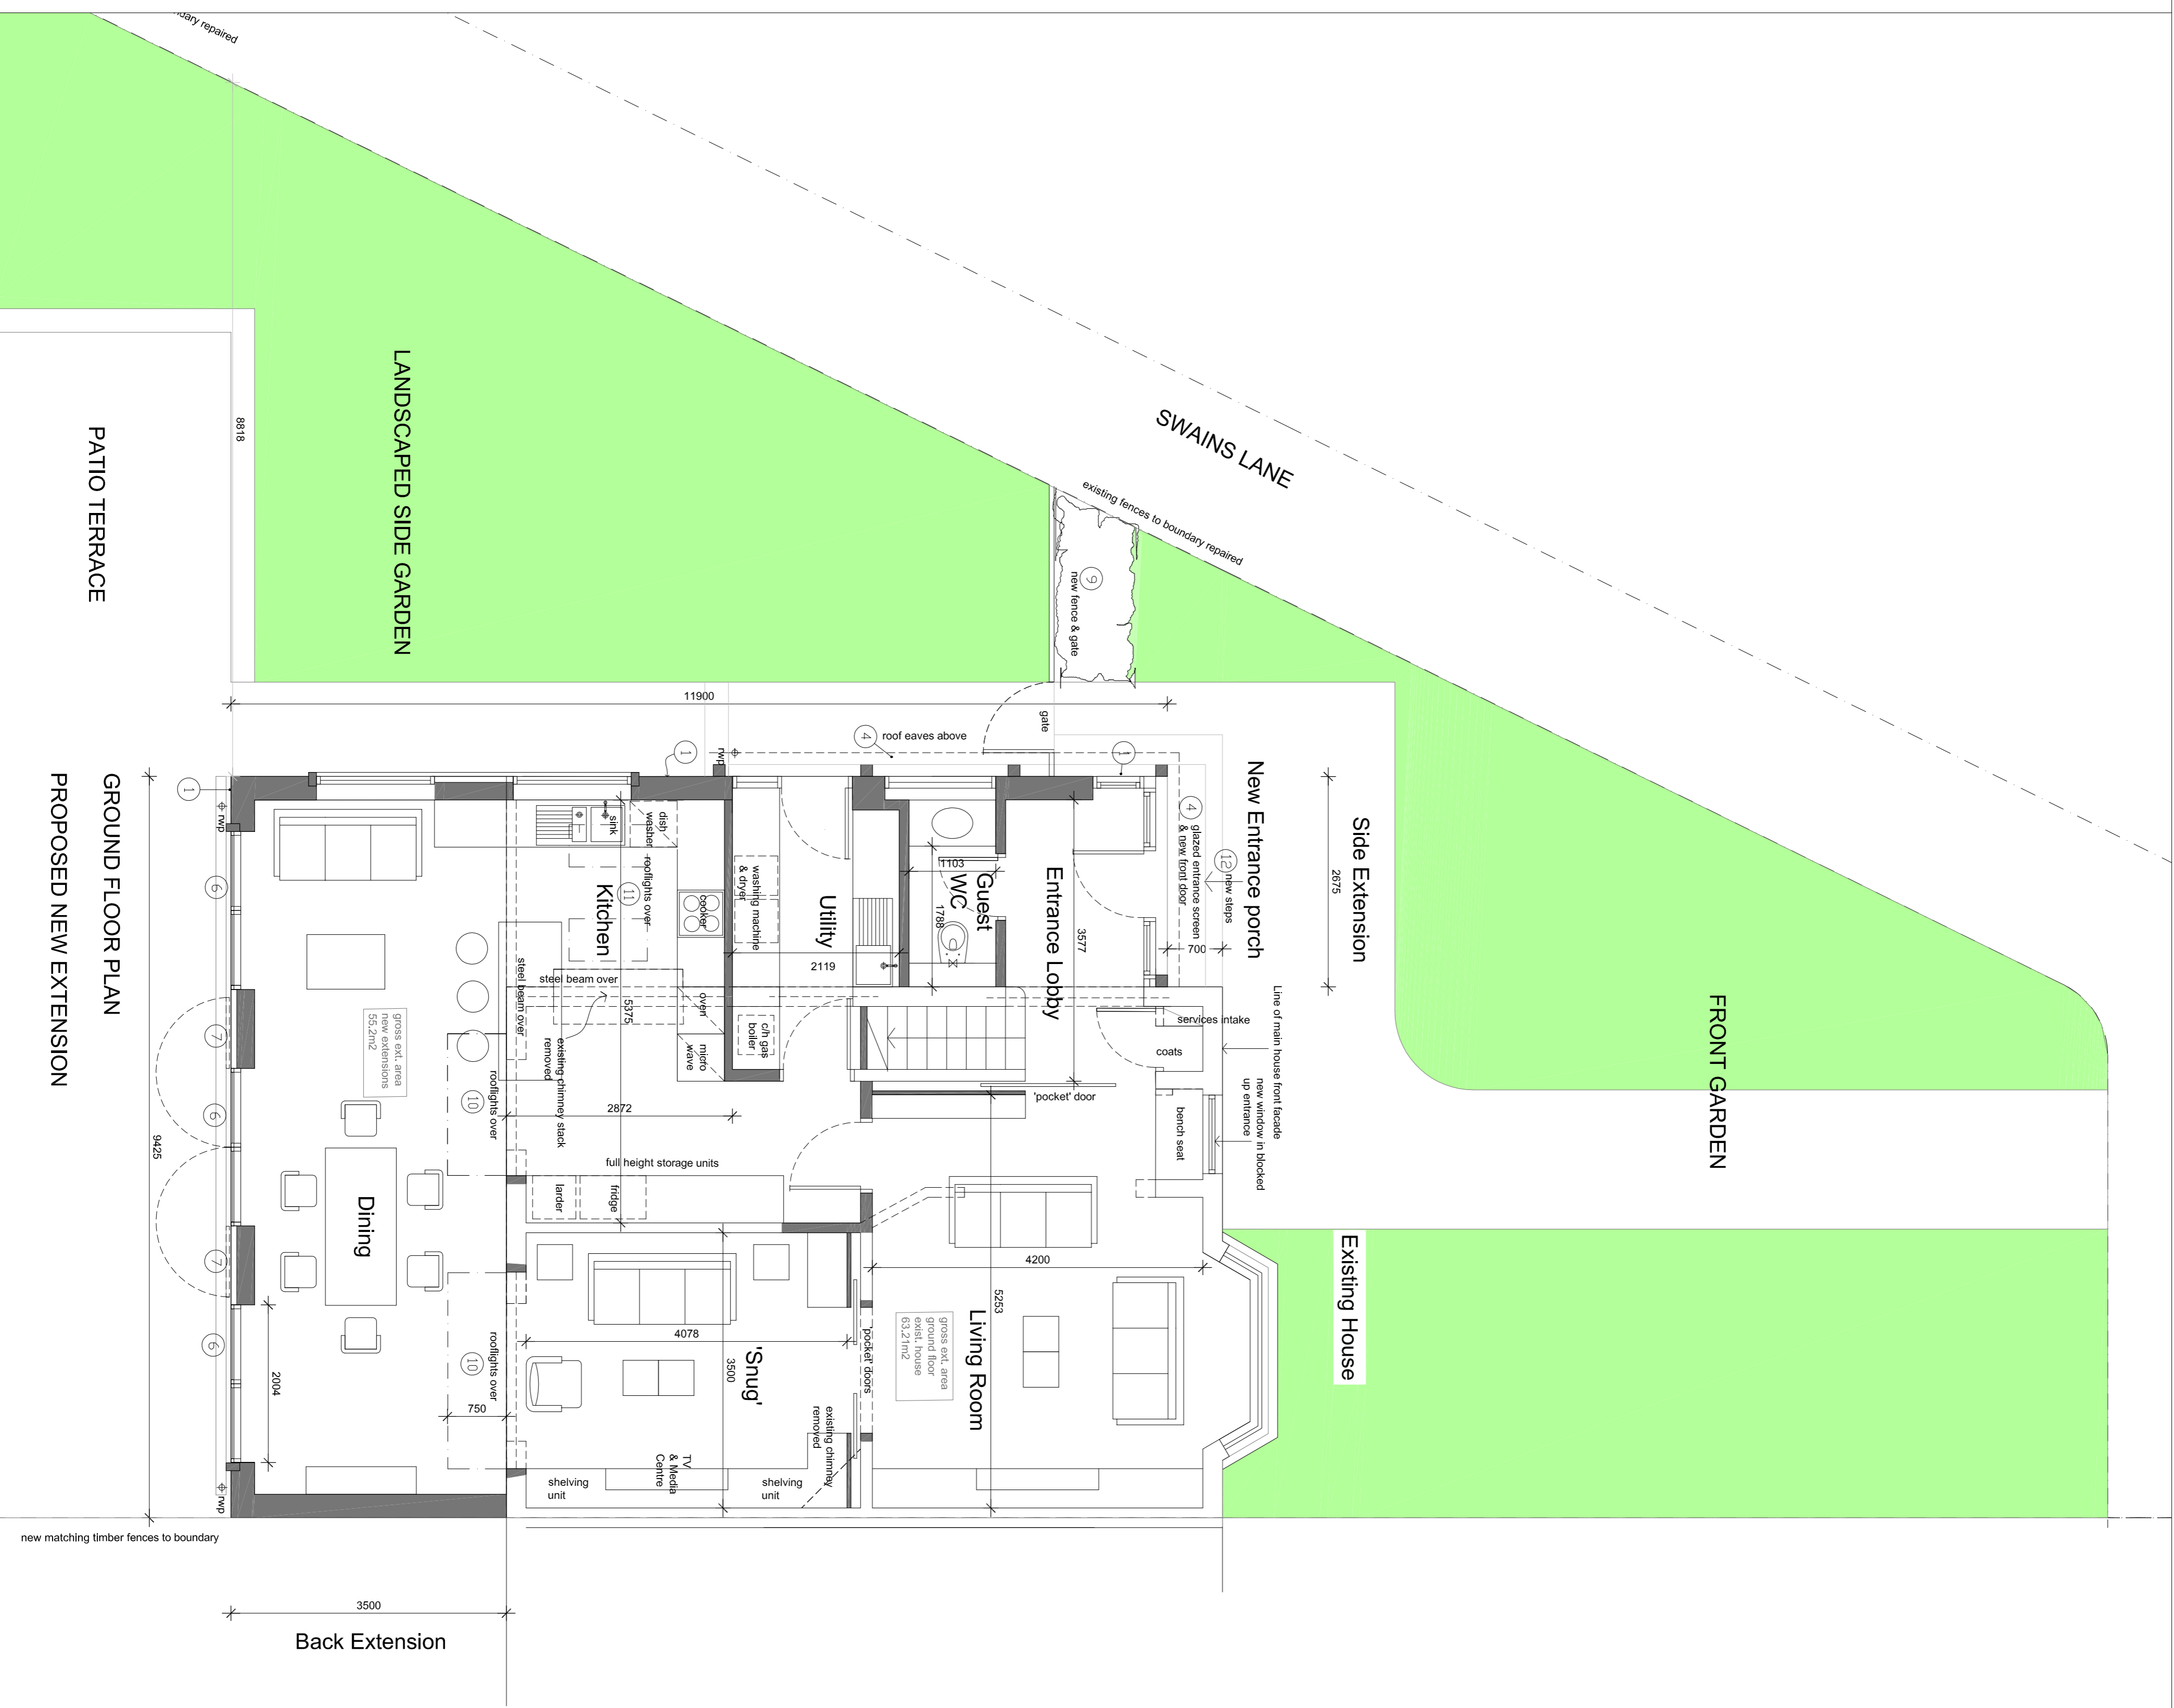 dary repaired
SWAINS LANE
existing fences to boundary repaired
LANDSCAPED SIDE GARDEN
PATIO TERRACE
8818
9
new fence & gate
FRONT GARDEN
11900
gate
4
roof eaves above
1
1
rwp
1
rwp
GROUND FLOOR PLAN
PROPOSED NEW EXTENSION
Side Extension
2675
New Entrance porch
12
new steps
4
glazed entrance screen
& new front door
700
Entrance Lobby
3577
Guest
WC
1103
1788
Utility
2119
washing machine
& dryer
c/h gas
boiler
Kitchen
11
rooflights over
dish
washer
sink
cooker
oven
micro
wave
steel beam over
steel beam over
5375
existing chimney stack
removed
2872
full height storage units
larder
fridge
services intake
coats
'pocket' door
bench seat
Line of main house front facade
new window in blocked
up entrance
Existing House
Living Room
4200
5253
gross ext. area
ground floor
exist. house
63.21m2
'pocket' doors
'Snug'
4078
3500
existing chimney
removed
TV
& Media
Centre
shelving
unit
shelving
unit
Dining
gross ext. area
new extensions
55.2m2
10
rooflights over
10
rooflights over
750
2004
6
7
6
7
6
9425
rwp
new matching timber fences to boundary
3500
Back Extension